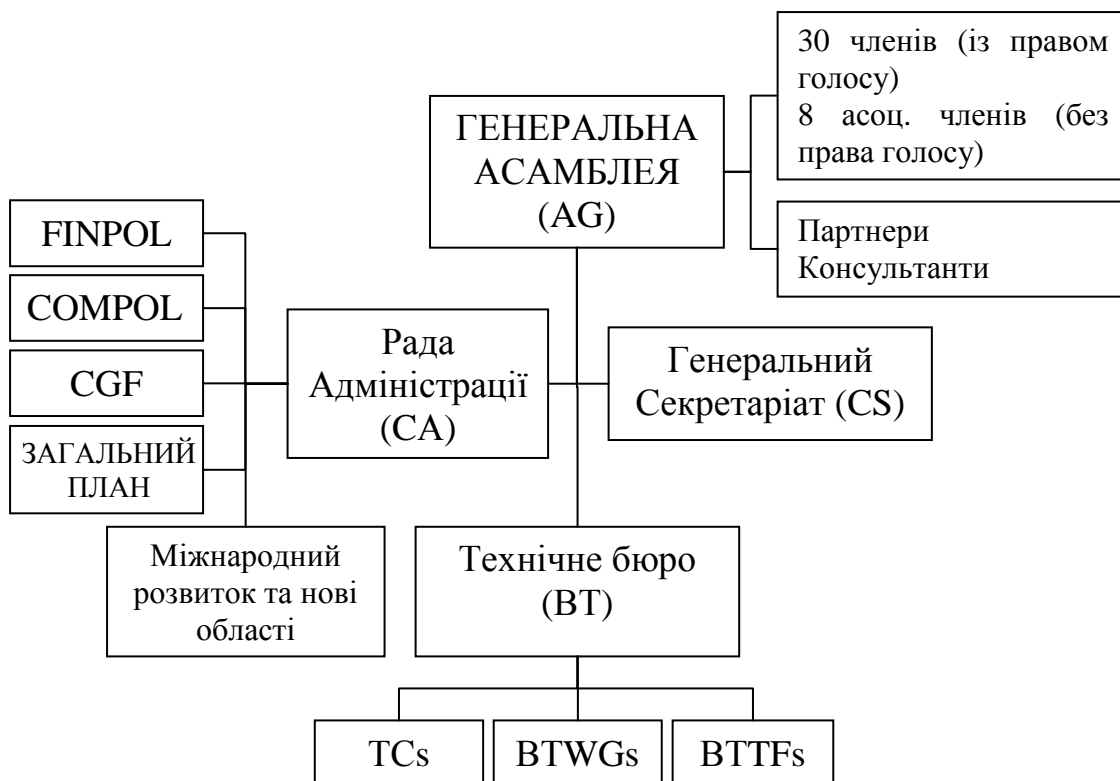 30 членів (із правом
голосу)
8 асоц. членів (без
права голосу)
ГЕНЕРАЛЬНА
АСАМБЛЕЯ
(AG)
Партнери
Консультанти
FINPOL
COMPOL
CGF
ЗАГАЛЬНИЙ
ПЛАН
Рада
Адміністрації
(CA)
Генеральний
Секретаріат (CS)
Міжнародний
розвиток та нові
області
Технічне бюро
(BT)
TCs
BTWGs
BTTFs